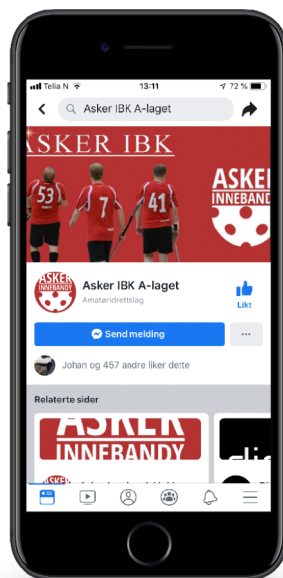 Telia N
13:11
72 %
Asker IBK A-laget
ASKER IBK
53
7
41
ASKER
INNEBANDY
ASKER
INNEBANDY
Asker IBK A-laget
Amatøridrettslag
Likt
Send melding
Johan og 457 andre liker dette
Relaterte sider
ASKER
INNEBANDY